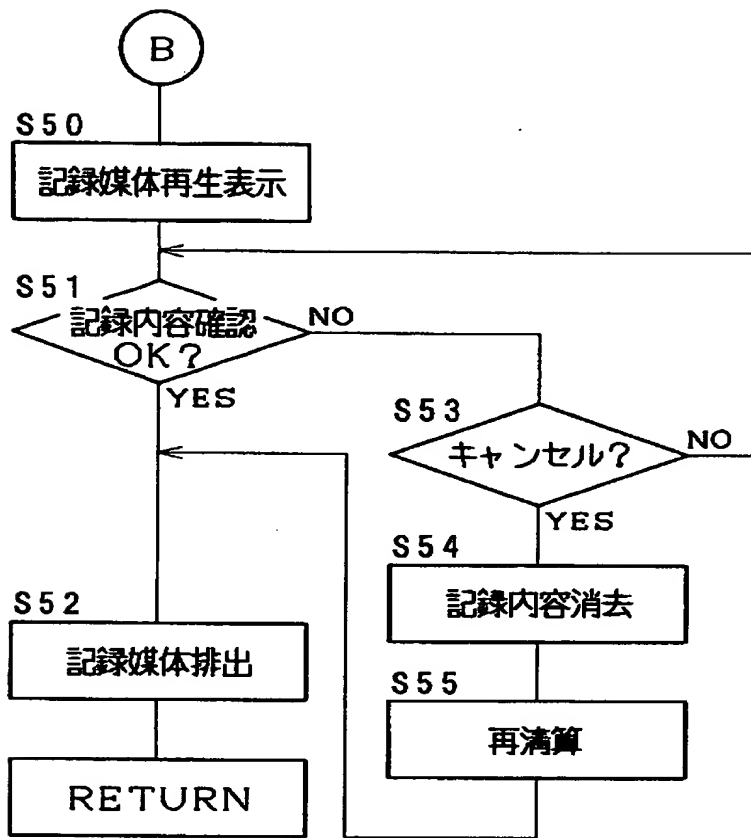 B
S50
記録媒体再生表示
S51
記録内容確認
OK?
NO
YES
S53
キャンセル?
NO
YES
S54
記録内容消去
S52
記録媒体排出
S55
再清算
RETURN